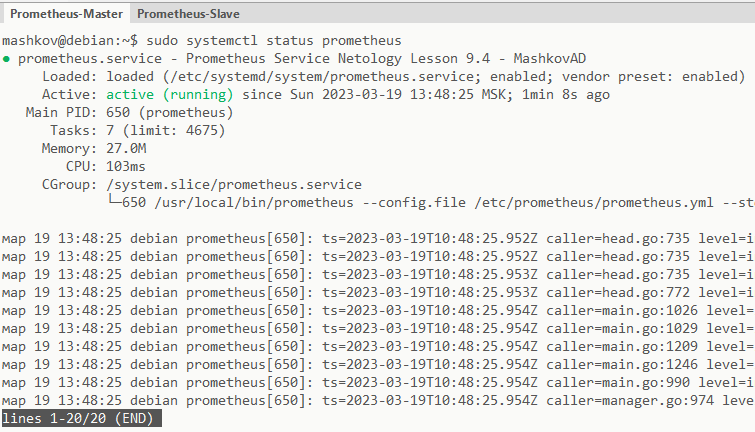 Prometheus-Master Prometheus-Slave
mashkov@debian:~$ sudo systemctl status prometheus
● prometheus.service - Prometheus Service Netology Lesson 9.4 - MashkovAD
Loaded: loaded (/etc/systemd/system/prometheus.service; enabled; vendor preset: enabled)
Active: active (running) since Sun 2023-03-19 13:48:25 MSK; 1min 8s ago
Main PID: 650 (prometheus)
Tasks: 7 (limit: 4675)
Memory: 27.0M
CPU: 103ms
CGroup: /system.slice/prometheus.service
└─650 /usr/local/bin/prometheus --config.file /etc/prometheus/prometheus.yml --sto
мар 19 13:48:25 debian prometheus[650]: ts=2023-03-19T10:48:25.952Z caller=head.go:735 level=i
мар 19 13:48:25 debian prometheus[650]: ts=2023-03-19T10:48:25.952Z caller=head.go:735 level=i
мар 19 13:48:25 debian prometheus[650]: ts=2023-03-19T10:48:25.953Z caller=head.go:735 level=i
мар 19 13:48:25 debian prometheus[650]: ts=2023-03-19T10:48:25.953Z caller=head.go:772 level=i
мар 19 13:48:25 debian prometheus[650]: ts=2023-03-19T10:48:25.954Z caller=main.go:1026 level=
мар 19 13:48:25 debian prometheus[650]: ts=2023-03-19T10:48:25.954Z caller=main.go:1029 level=
мар 19 13:48:25 debian prometheus[650]: ts=2023-03-19T10:48:25.954Z caller=main.go:1209 level=
мар 19 13:48:25 debian prometheus[650]: ts=2023-03-19T10:48:25.954Z caller=main.go:1246 level=
мар 19 13:48:25 debian prometheus[650]: ts=2023-03-19T10:48:25.954Z caller=main.go:990 level=i
мар 19 13:48:25 debian prometheus[650]: ts=2023-03-19T10:48:25.954Z caller=manager.go:974 leve
lines 1-20/20 (END)